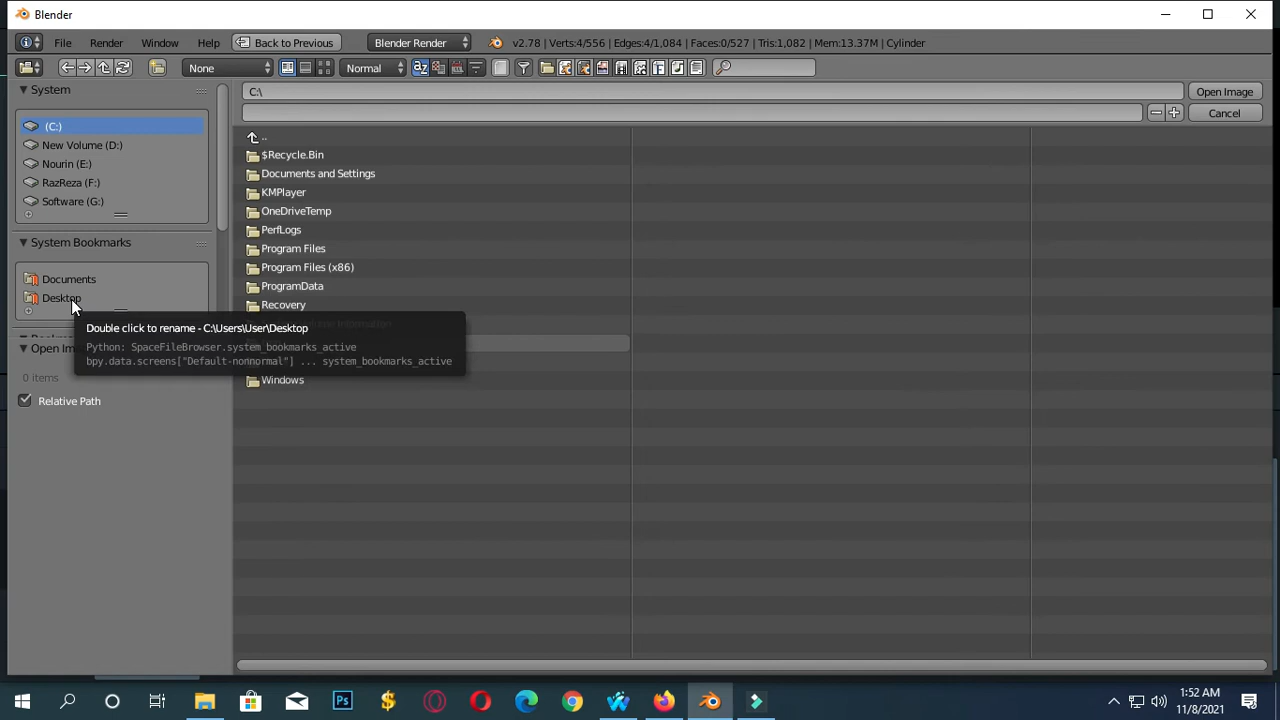 Blender
File Render Window Help Back to Previous Blender Render v2.78 | Verts:4/556 | Edges:4/1,084 | Faces:0/527 | Tris:1,082 | Mem:13.37M | Cylinder
None Normal
System
C:\ Open Image
Cancel
(C:)
New Volume (D:)
Nourin (E:)
RazReza (F:)
Software (G:)
System Bookmarks
Documents
Desktop
..
$Recycle.Bin
Documents and Settings
KMPlayer
OneDriveTemp
PerfLogs
Program Files
Program Files (x86)
ProgramData
Recovery
Windows
Double click to rename - C:\Users\User\Desktop
Python: SpaceFileBrowser.system_bookmarks_active
bpy.data.screens["Default-nonnormal"] ... system_bookmarks_active
Open Im
0 items
Relative Path
Ps
1:52 AM
11/8/2021